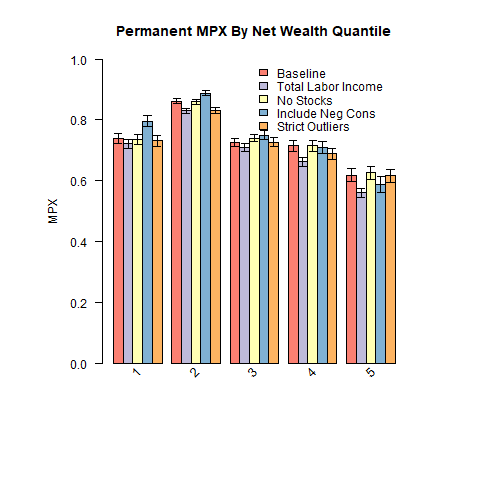 Permanent MPX By Net Wealth Quantile
1.0
0.8
0.6
0.4
0.2
0.0
MPX
Baseline
Total Labor Income
No Stocks
Include Neg Cons
Strict Outliers
1
2
3
4
5